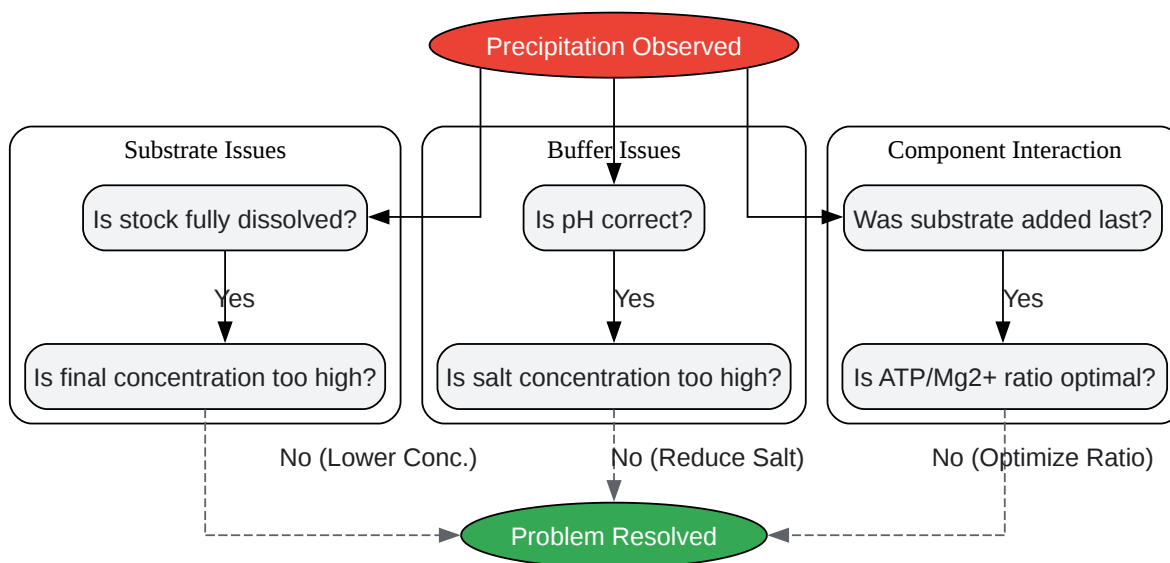 Precipitation Observed
Substrate Issues
Buffer Issues
Component Interaction
Is stock fully dissolved?
Is pH correct?
Was substrate added last?
Yes
Yes
Yes
Is final concentration too high?
Is salt concentration too high?
Is ATP/Mg2+ ratio optimal?
No (Lower Conc.)
No (Reduce Salt)
No (Optimize Ratio)
Problem Resolved